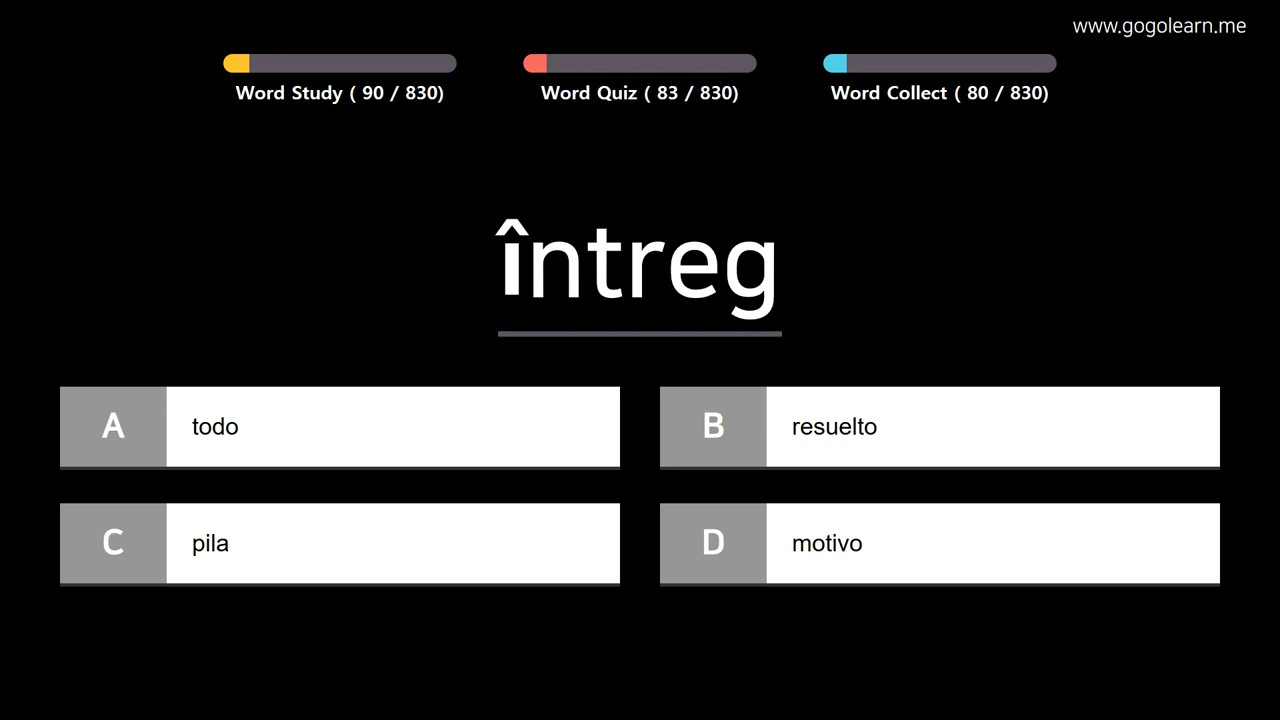 www.gogolearn.me
Word Study ( 90 / 830)
Word Quiz ( 83 / 830)
Word Collect ( 80 / 830)
întreg
A
todo
B
resuelto
C
pila
D
motivo